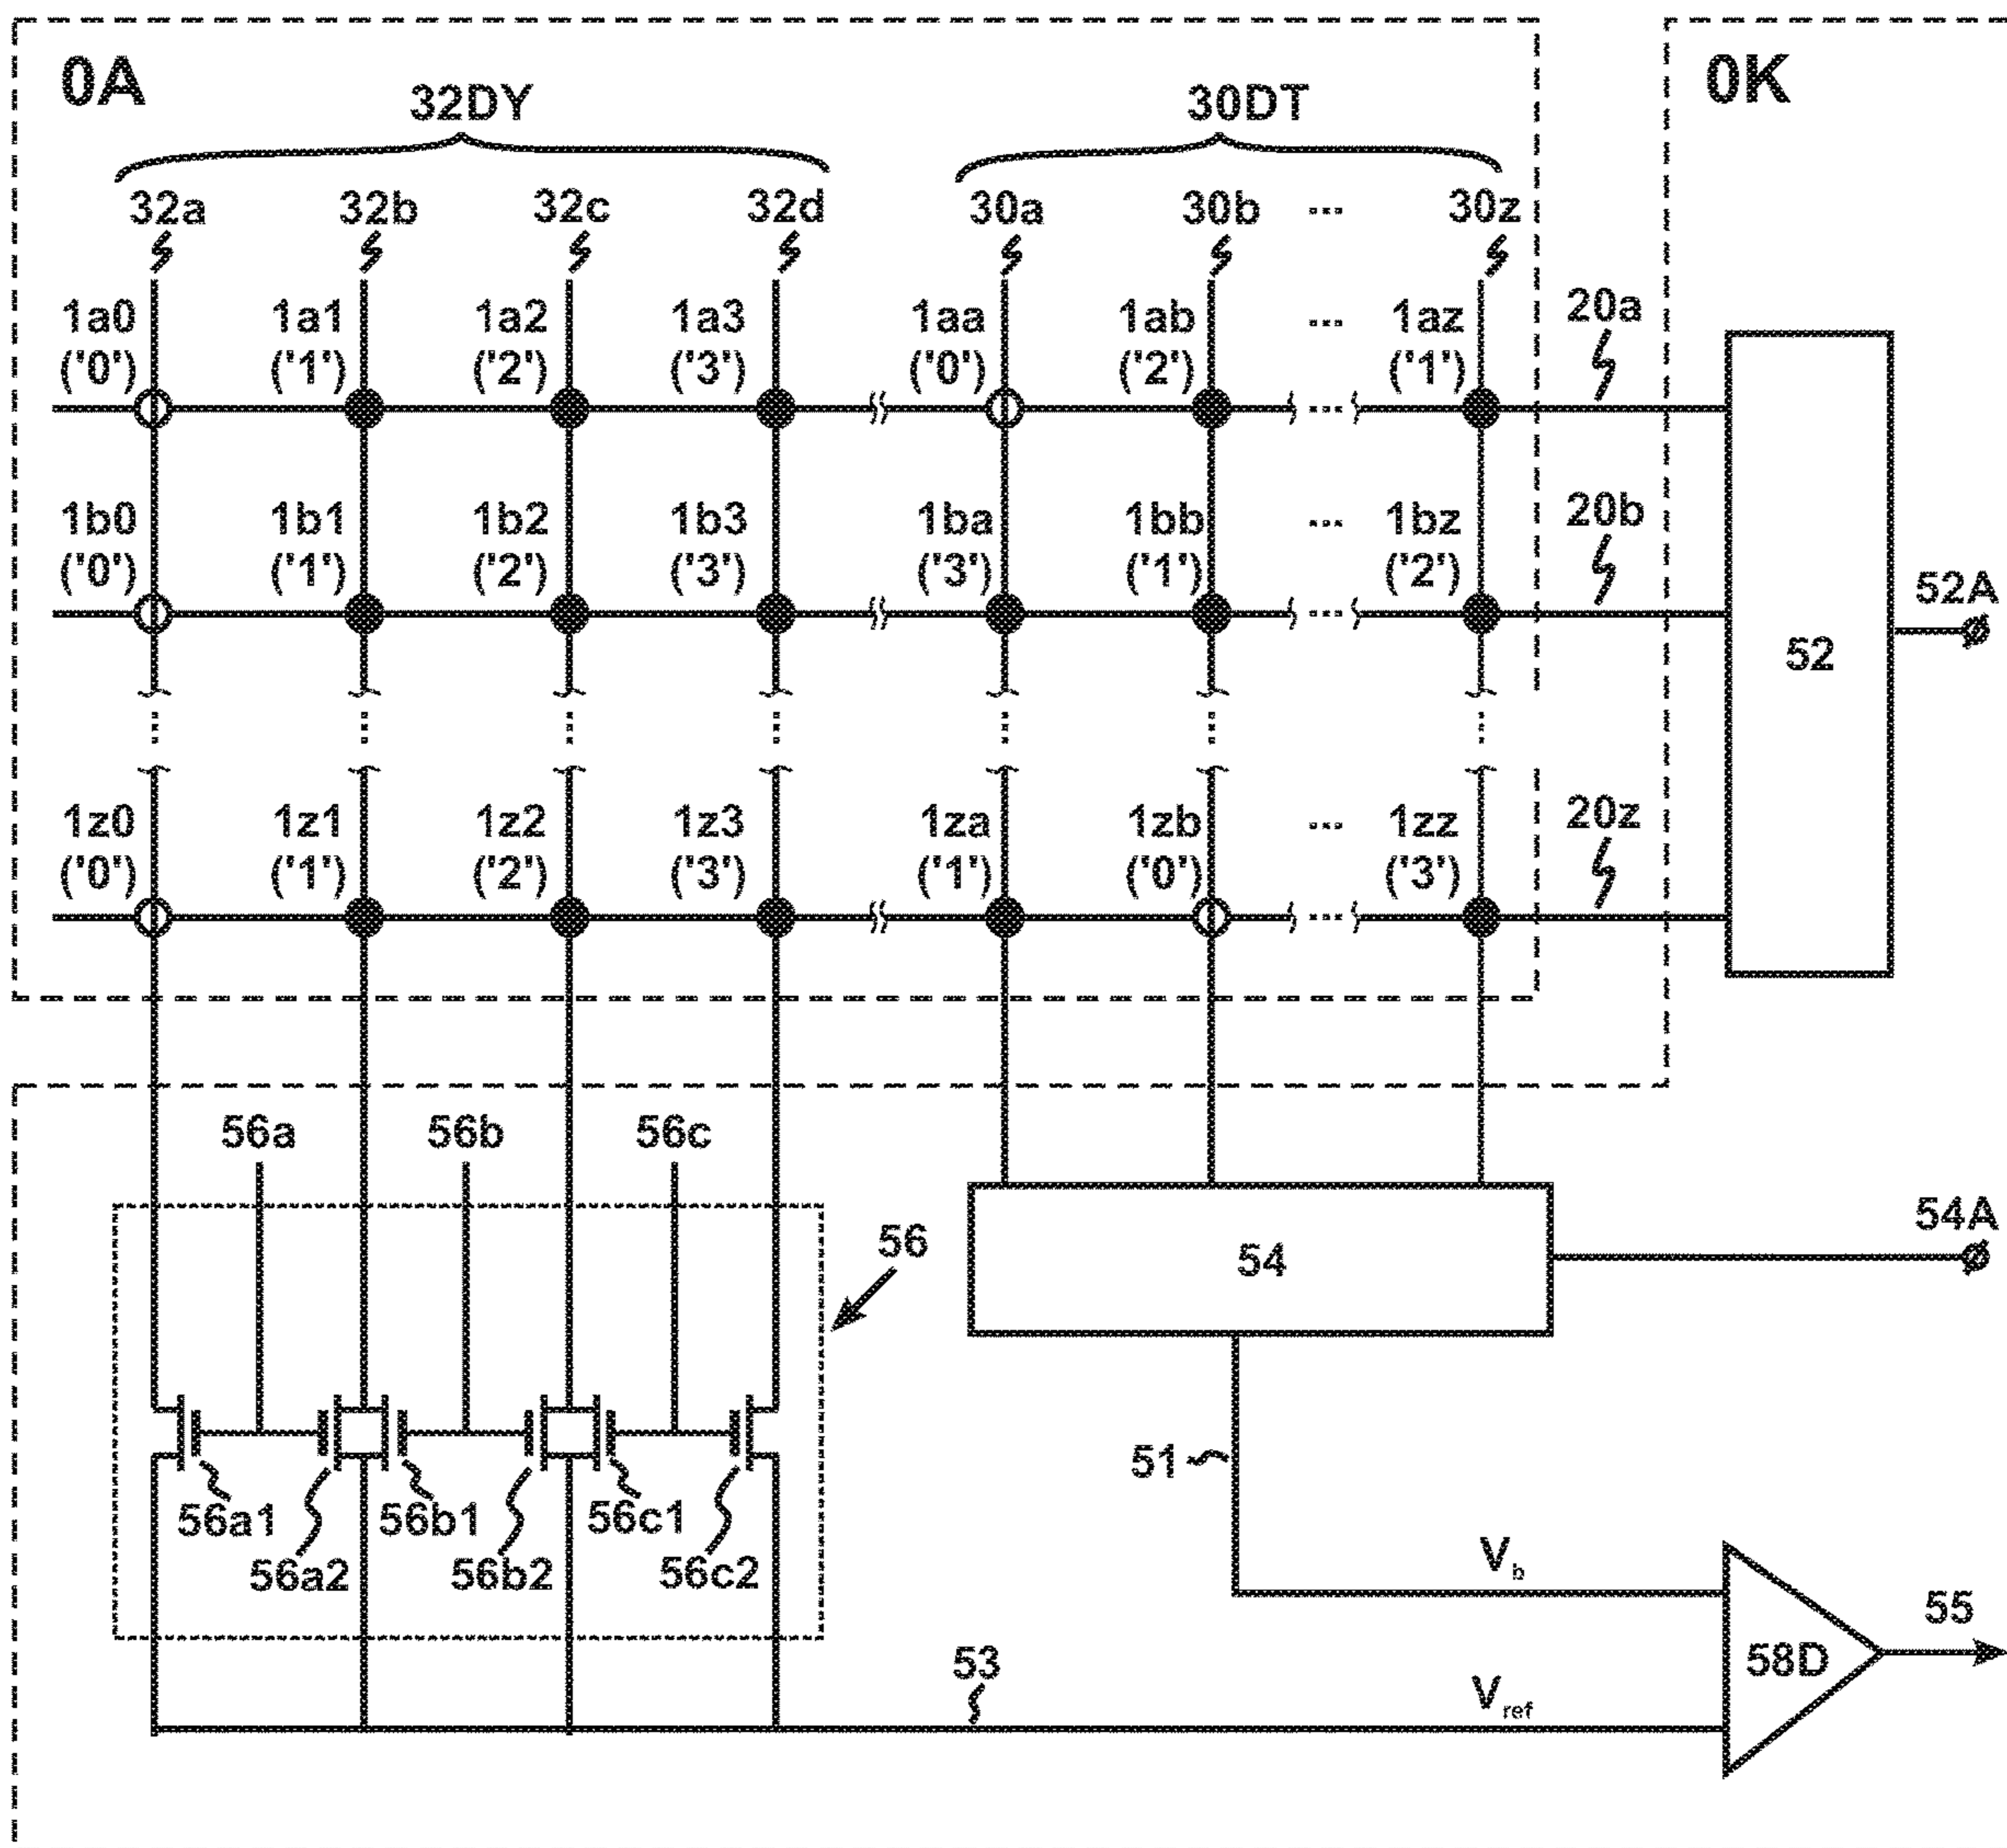 0A
0K
32DY 30DT
32a 32b 32c 32d 30a 30b ... 30z
1a0 1a1 1a2 1a3 1aa 1ab ... 1az 20a
('0') ('1') ('2') ('3') ('0') ('2') ('1')
...
1b0 1b1 1b2 1b3 1ba 1bb ... 1bz 20b
('0') ('1') ('2') ('3') ('3') ('1') ('2')
...
52A
52
... ... ... ... ... ... ...
1z0 1z1 1z2 1z3 1za 1zb ... 1zz 20z
('0') ('1') ('2') ('3') ('1') ('0') ('3')
...
56a 56b 56c
56
54
54A
51
56a1 56b1 56c1
56a2 56b2 56c2
Vb
55
58D
53
Vref